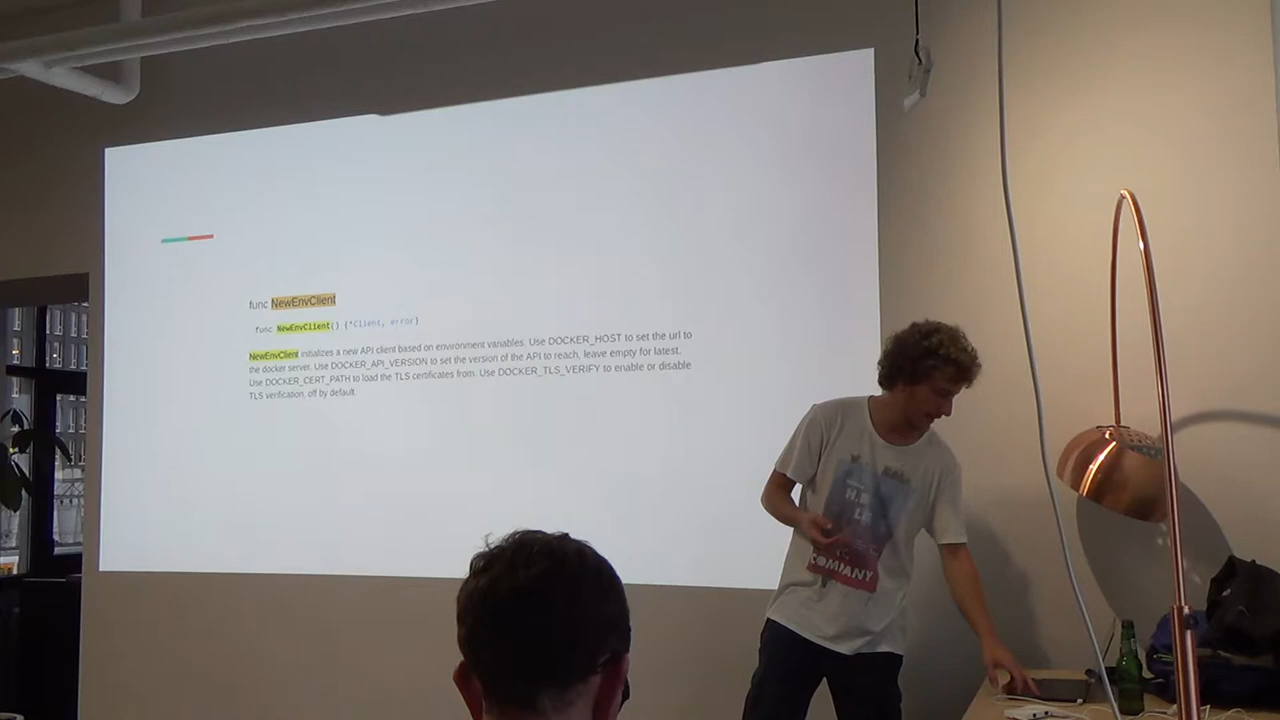 func NewEnvClient
func NewEnvClient() (*Client, error)
NewEnvClient initializes a new API client based on environment variables. Use DOCKER_HOST to set the url to
the docker server. Use DOCKER_API_VERSION to set the version of the API to reach, leave empty for latest.
Use DOCKER_CERT_PATH to load the TLS certificates from. Use DOCKER_TLS_VERIFY to enable or disable
TLS verification, off by default.
COMPANY